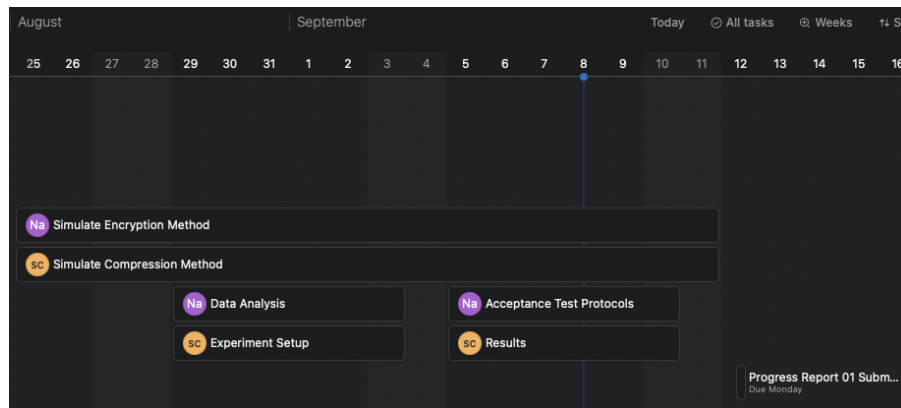 August September Today All tasks Weeks S
25 26 27 28 29 30 31 1 2 3 4 5 6 7 8 9 10 11 12 13 14 15 16
Na Simulate Encryption Method
SC Simulate Compression Method
Na Data Analysis Na Acceptance Test Protocols
SC Experiment Setup SC Results
Progress Report 01 Subm...
Due Monday